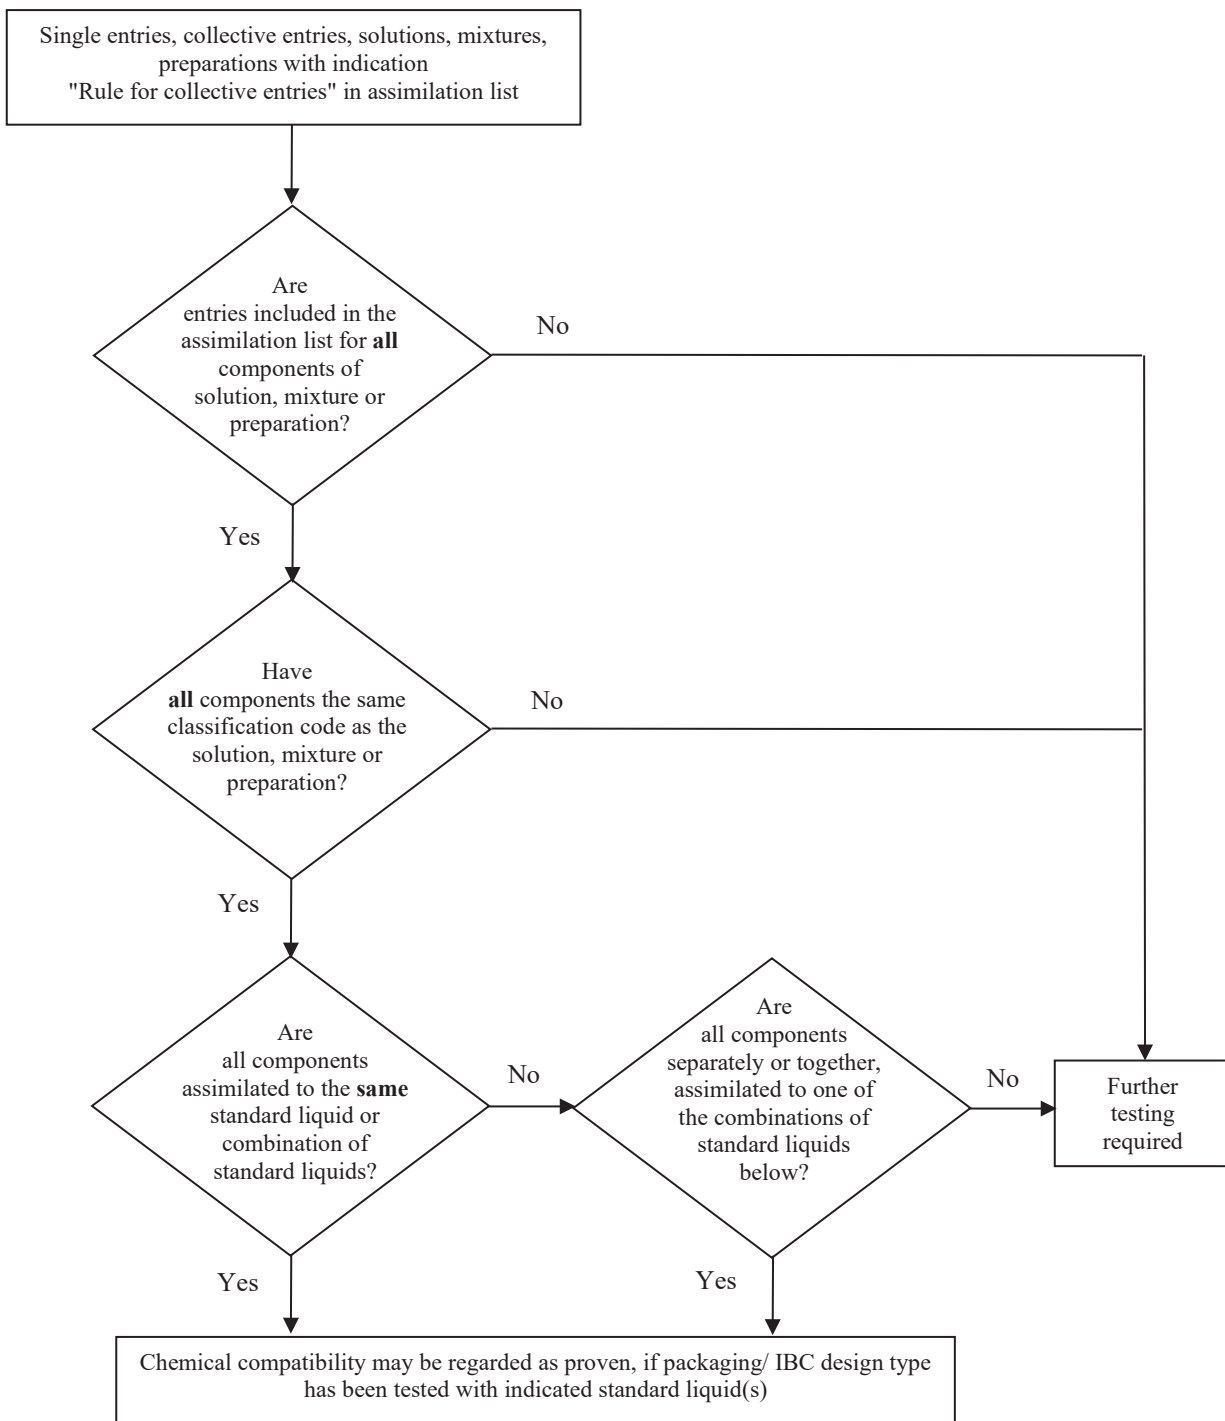 Single entries, collective entries, solutions, mixtures,
preparations with indication
"Rule for collective entries" in assimilation list
Are
entries included in the
assimilation list for all
components of
solution, mixture or
preparation?
No
Yes
Have
all components the same
classification code as the
solution, mixture or
preparation?
No
Yes
Are
all components
assimilated to the same
standard liquid or
combination of
standard liquids?
No
Are
all components
separately or together,
assimilated to one of
the combinations of
standard liquids
below?
No
Further
testing
required
Yes
Yes
Chemical compatibility may be regarded as proven, if packaging/ IBC design type
has been tested with indicated standard liquid(s)